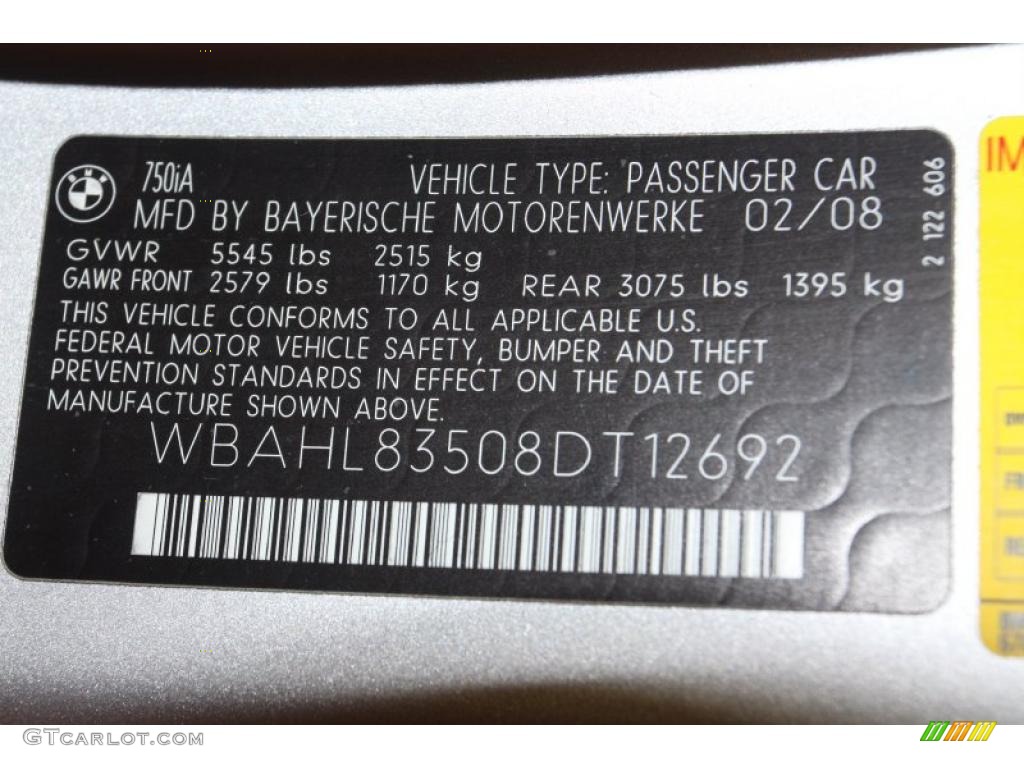 BMW
750iA
VEHICLE TYPE: PASSENGER CAR
MFD BY BAYERISCHE MOTORENWERKE 02/08
GVWR 5545 lbs 2515 kg
GAWR FRONT 2579 lbs 1170 kg REAR 3075 lbs 1395 kg
THIS VEHICLE CONFORMS TO ALL APPLICABLE U.S.
FEDERAL MOTOR VEHICLE SAFETY, BUMPER AND THEFT
PREVENTION STANDARDS IN EFFECT ON THE DATE OF
MANUFACTURE SHOWN ABOVE.
WBAHL83508DT12692
2 122 606
GTCARLOT.COM